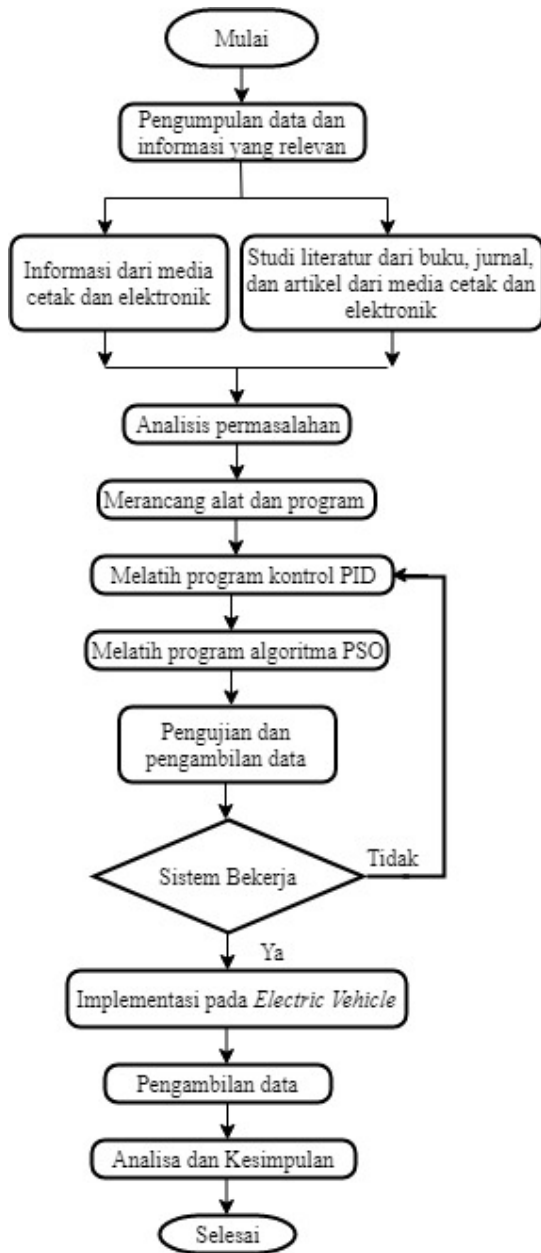 Mulai
Pengumpulan data dan
informasi yang relevan
Informasi dari media
cetak dan elektronik
Studi literatur dari buku, jurnal,
dan artikel dari media cetak dan
elektronik
Analisis permasalahan
Merancang alat dan program
Melatih program kontrol PID
Melatih program algoritma PSO
Pengujian dan
pengambilan data
Sistem Bekerja
Tidak
Ya
Implementasi pada Electric Vehicle
Pengambilan data
Analisa dan Kesimpulan
Selesai